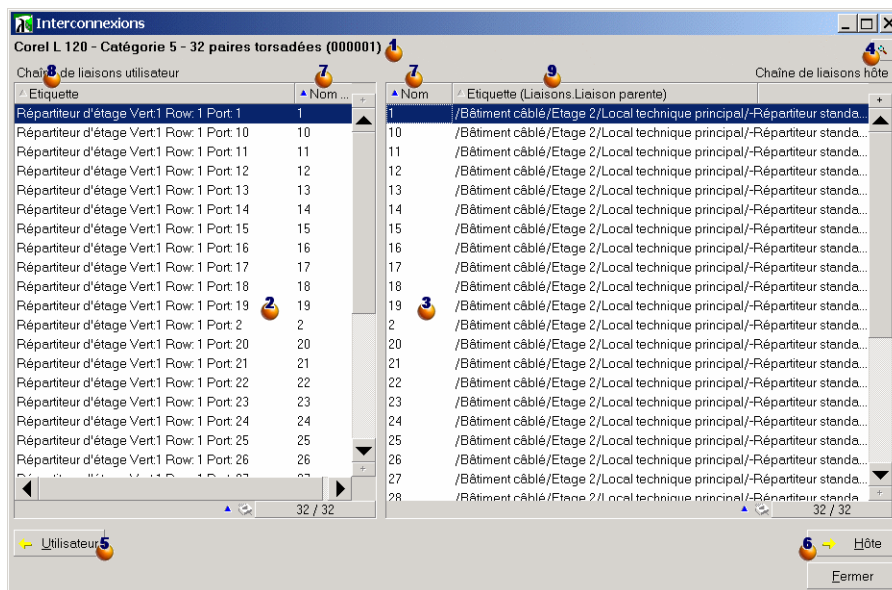 Interconnexions
Corel L 120 - Catégorie 5 - 32 paires torsadées (000001) 1
4
Chaîne de liaisons utilisateur
Chaîne de liaisons hôte
8 7 7 9
Etiquette Nom ...
Nom Etiquette (Liaisons.Liaison parente)
Répartiteur d'étage Vert:1 Row: 1 Port: 1 1
Répartiteur d'étage Vert:1 Row: 1 Port: 10 10
Répartiteur d'étage Vert:1 Row: 1 Port: 11 11
Répartiteur d'étage Vert:1 Row: 1 Port: 12 12
Répartiteur d'étage Vert:1 Row: 1 Port: 13 13
Répartiteur d'étage Vert:1 Row: 1 Port: 14 14
Répartiteur d'étage Vert:1 Row: 1 Port: 15 15
Répartiteur d'étage Vert:1 Row: 1 Port: 16 16
Répartiteur d'étage Vert:1 Row: 1 Port: 17 17
Répartiteur d'étage Vert:1 Row: 1 Port: 18 18
Répartiteur d'étage Vert:1 Row: 1 Port: 19 2 19
Répartiteur d'étage Vert:1 Row: 1 Port: 2 2
Répartiteur d'étage Vert:1 Row: 1 Port: 20 20
Répartiteur d'étage Vert:1 Row: 1 Port: 21 21
Répartiteur d'étage Vert:1 Row: 1 Port: 22 22
Répartiteur d'étage Vert:1 Row: 1 Port: 23 23
Répartiteur d'étage Vert:1 Row: 1 Port: 24 24
Répartiteur d'étage Vert:1 Row: 1 Port: 25 25
Répartiteur d'étage Vert:1 Row: 1 Port: 26 26
32 / 32
1 /Bâtiment câblé/Etage 2/Local technique principal/-Répartiteur standa...
10 /Bâtiment câblé/Etage 2/Local technique principal/-Répartiteur standa...
11 /Bâtiment câblé/Etage 2/Local technique principal/-Répartiteur standa...
12 /Bâtiment câblé/Etage 2/Local technique principal/-Répartiteur standa...
13 /Bâtiment câblé/Etage 2/Local technique principal/-Répartiteur standa...
14 /Bâtiment câblé/Etage 2/Local technique principal/-Répartiteur standa...
15 /Bâtiment câblé/Etage 2/Local technique principal/-Répartiteur standa...
16 /Bâtiment câblé/Etage 2/Local technique principal/-Répartiteur standa...
17 /Bâtiment câblé/Etage 2/Local technique principal/-Répartiteur standa...
18 /Bâtiment câblé/Etage 2/Local technique principal/-Répartiteur standa...
19 3 /Bâtiment câblé/Etage 2/Local technique principal/-Répartiteur standa...
2 /Bâtiment câblé/Etage 2/Local technique principal/-Répartiteur standa...
20 /Bâtiment câblé/Etage 2/Local technique principal/-Répartiteur standa...
21 /Bâtiment câblé/Etage 2/Local technique principal/-Répartiteur standa...
22 /Bâtiment câblé/Etage 2/Local technique principal/-Répartiteur standa...
23 /Bâtiment câblé/Etage 2/Local technique principal/-Répartiteur standa...
24 /Bâtiment câblé/Etage 2/Local technique principal/-Répartiteur standa...
25 /Bâtiment câblé/Etage 2/Local technique principal/-Répartiteur standa...
26 /Bâtiment câblé/Etage 2/Local technique principal/-Répartiteur standa...
27 /Bâtiment câblé/Etage 2/Local technique principal/-Répartiteur standa...
28 /Bâtiment câblé/Etage 2/Local technique principal/-Répartiteur standa...
32 / 32
Utilisateur 5
6 Hôte
Fermer